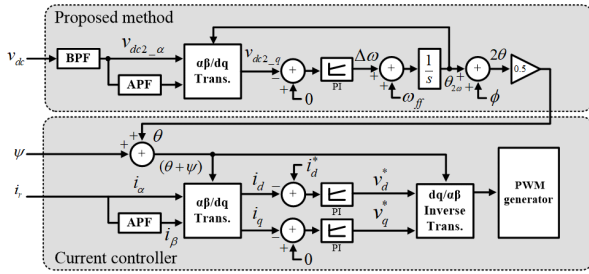 Proposed method
v_dc
BPF
v_dc2_α
APF
αβ/dq
Trans.
v_dc2_q
−
+
0
PI
Δω
+
+
ω_ff
1/s
θ_2ω
+
+
ϕ
2θ
0.5
ψ
+
+
θ
(θ+ψ)
i_r
i_α
APF
i_β
αβ/dq
Trans.
i_d
−
+
i_d^*
PI
v_d^*
i_q
−
+
0
PI
v_q^*
dq/αβ
Inverse
Trans.
PWM
generator
Current controller